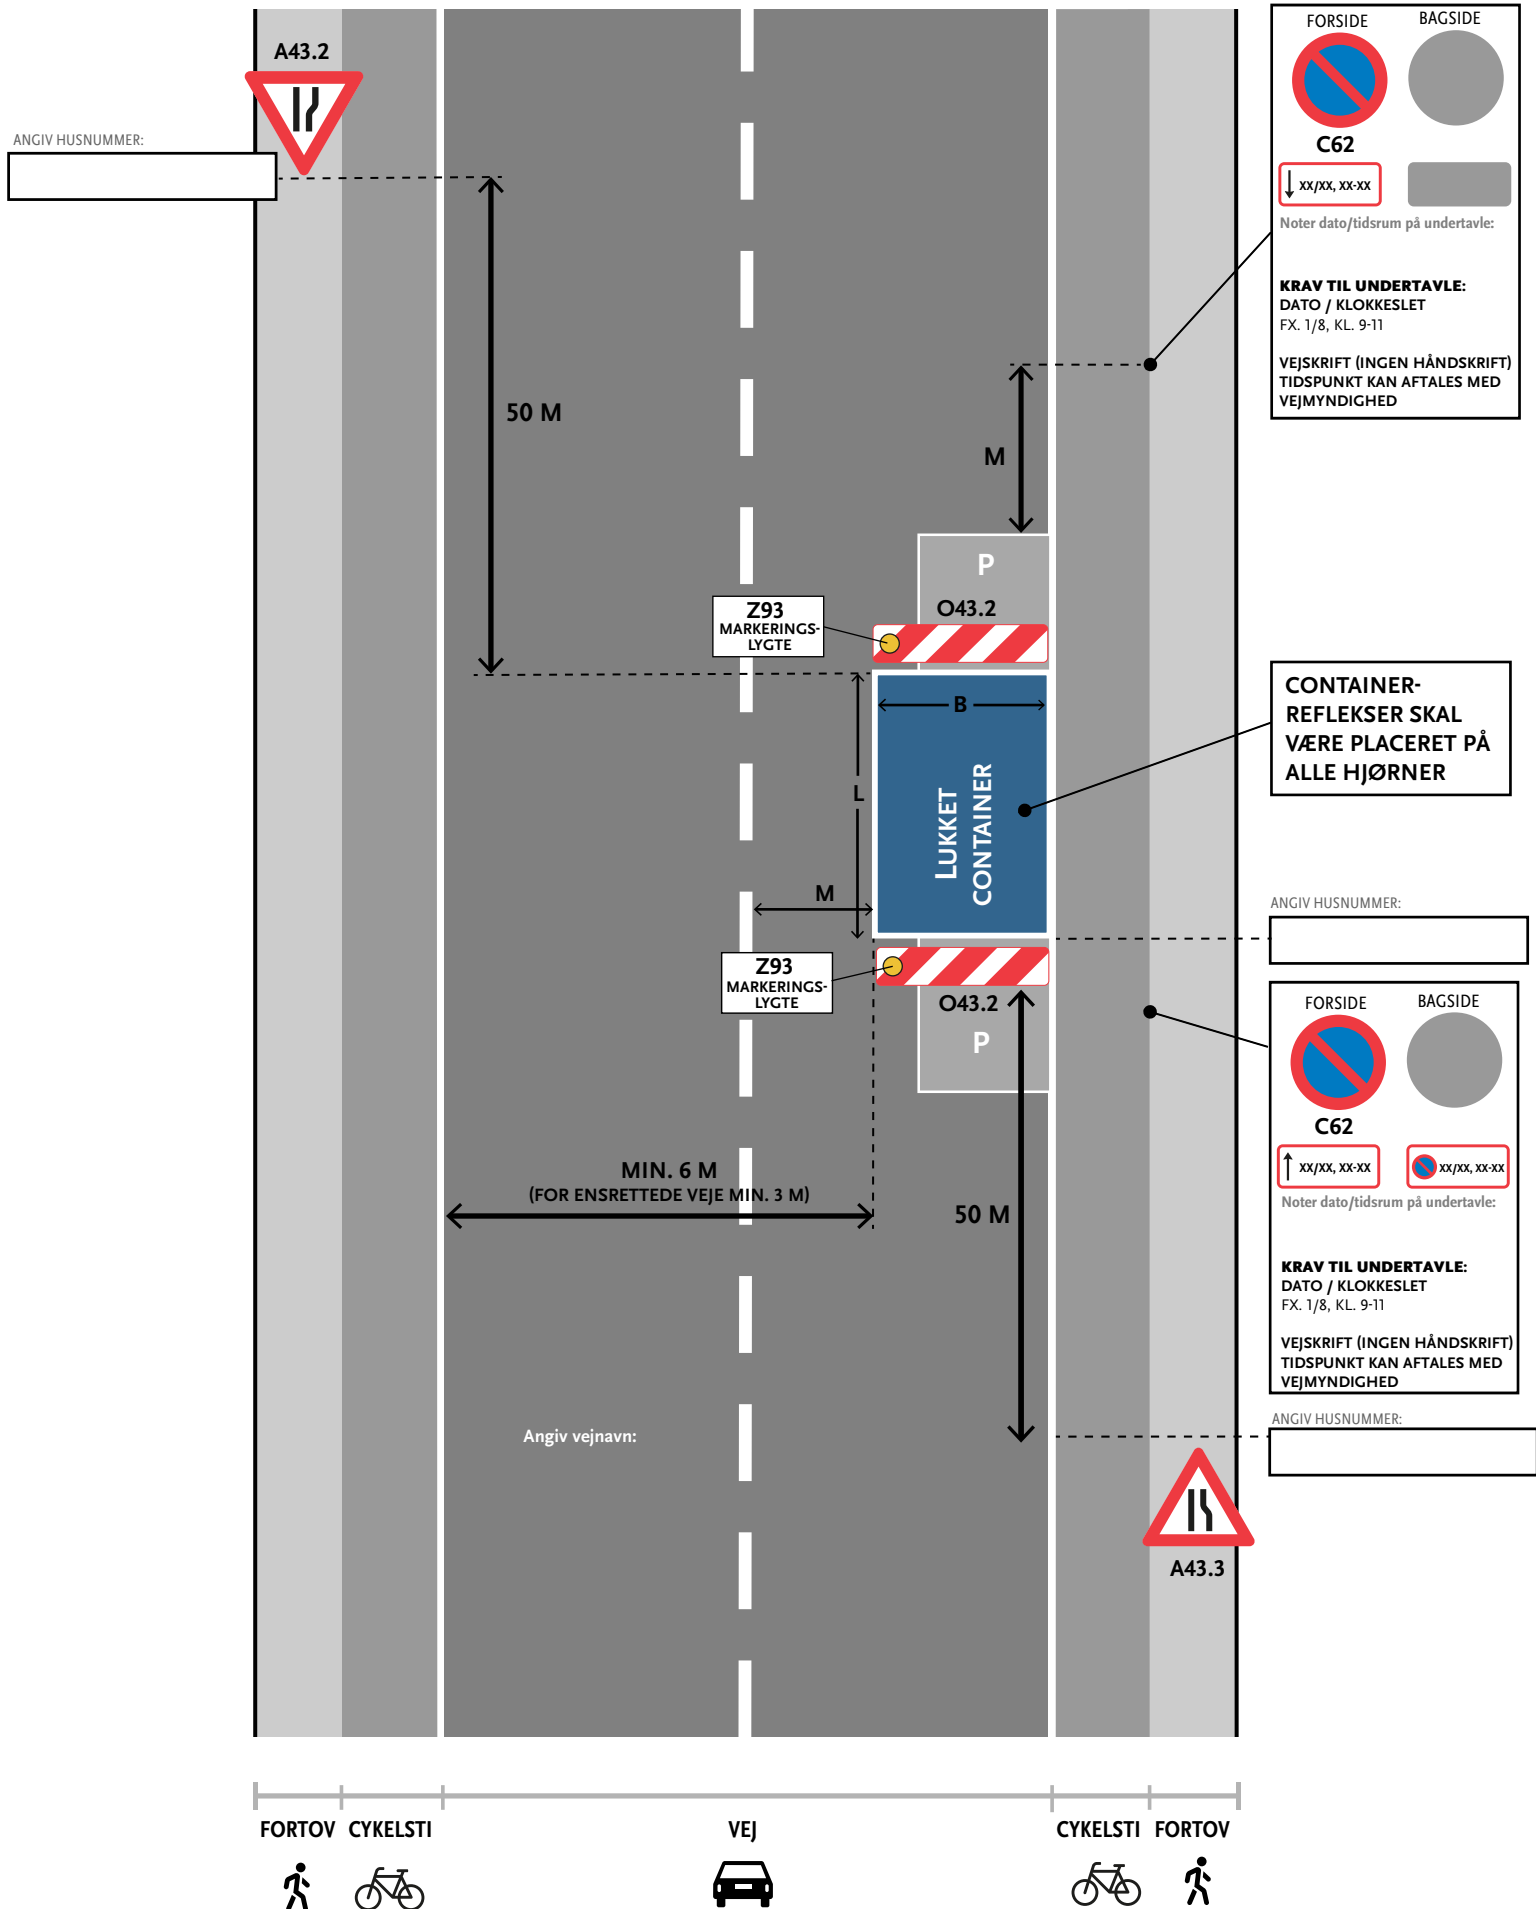 A43.2
ANGIV HUSNUMMER:
50 M
FORSIDE BAGSIDE
C62
xx/xx, xx-xx
Noter dato/tidsrum på undertavle:
KRAV TIL UNDERTAVLE:
DATO / KLOKKESLET
FX. 1/8, KL. 9-11
VEJSKRIFT (INGEN HÅNDSKRIFT)
TIDSPUNKT KAN AFTALES MED
VEJMYNDIGHED
M
P
O43.2
Z93
MARKERINGS-
LYGTE
B
L
LUKKET
CONTAINER
M
CONTAINER-
REFLEKSER SKAL
VÆRE PLACERET PÅ
ALLE HJØRNER
ANGIV HUSNUMMER:
Z93
MARKERINGS-
LYGTE
O43.2
P
FORSIDE BAGSIDE
C62
xx/xx, xx-xx xx/xx, xx-xx
Noter dato/tidsrum på undertavle:
KRAV TIL UNDERTAVLE:
DATO / KLOKKESLET
FX. 1/8, KL. 9-11
VEJSKRIFT (INGEN HÅNDSKRIFT)
TIDSPUNKT KAN AFTALES MED
VEJMYNDIGHED
MIN. 6 M
(FOR ENSRETTEDE VEJE MIN. 3 M)
50 M
Angiv vejnavn:
ANGIV HUSNUMMER:
A43.3
FORTOV CYKELSTI VEJ CYKELSTI FORTOV